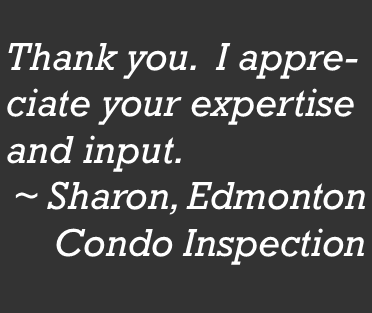 Thank you.  I appre-
ciate your expertise
and input.
~ Sharon, Edmonton
Condo Inspection